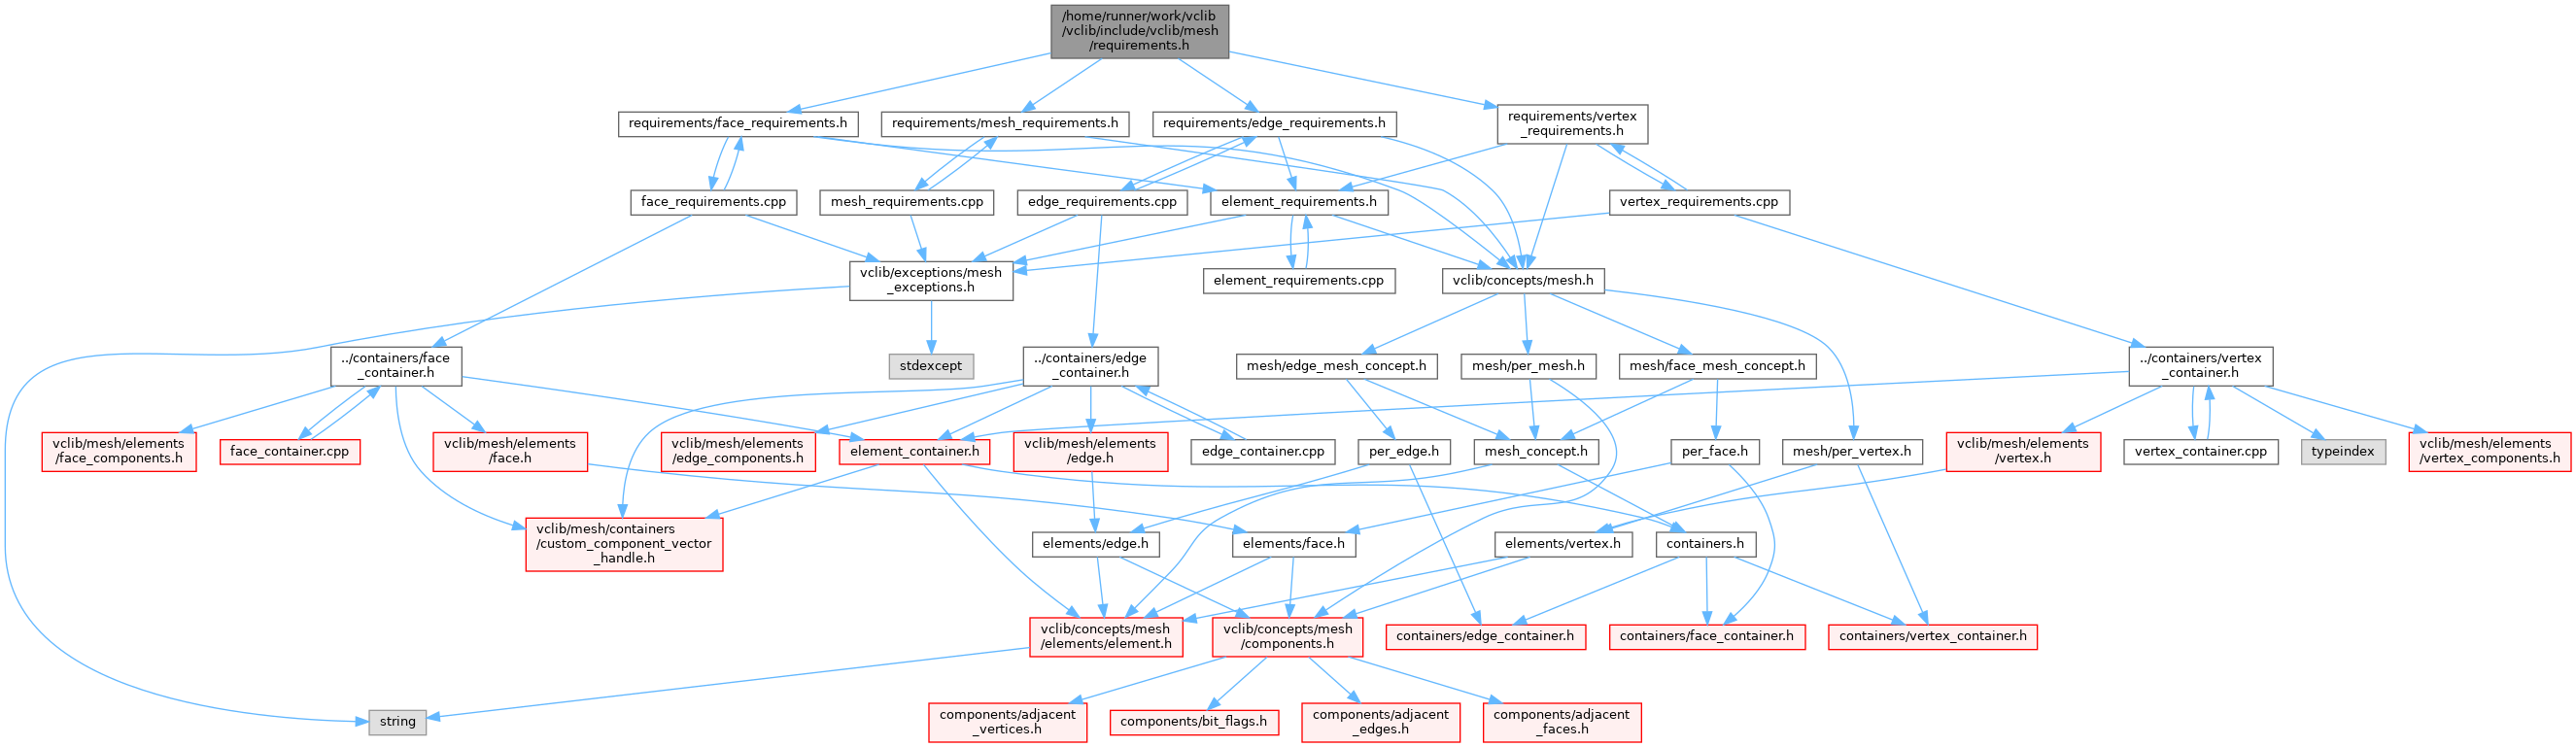 /home/runner/work/vclib
/vclib/include/vclib/mesh
/requirements.h
requirements/face_requirements.h
requirements/mesh_requirements.h
requirements/edge_requirements.h
requirements/vertex
_requirements.h
face_requirements.cpp
mesh_requirements.cpp
edge_requirements.cpp
element_requirements.h
vertex_requirements.cpp
vclib/exceptions/mesh
_exceptions.h
element_requirements.cpp
vclib/concepts/mesh.h
../containers/face
_container.h
stdexcept
../containers/edge
_container.h
mesh/edge_mesh_concept.h
mesh/per_mesh.h
mesh/face_mesh_concept.h
../containers/vertex
_container.h
vclib/mesh/elements
/face_components.h
face_container.cpp
vclib/mesh/elements
/face.h
vclib/mesh/elements
/edge_components.h
element_container.h
vclib/mesh/elements
/edge.h
edge_container.cpp
per_edge.h
mesh_concept.h
per_face.h
mesh/per_vertex.h
vclib/mesh/elements
/vertex.h
vertex_container.cpp
typeindex
vclib/mesh/elements
/vertex_components.h
vclib/mesh/containers
/custom_component_vector
_handle.h
elements/edge.h
elements/face.h
elements/vertex.h
containers.h
vclib/concepts/mesh
/elements/element.h
vclib/concepts/mesh
/components.h
containers/edge_container.h
containers/face_container.h
containers/vertex_container.h
string
components/adjacent
_vertices.h
components/bit_flags.h
components/adjacent
_edges.h
components/adjacent
_faces.h